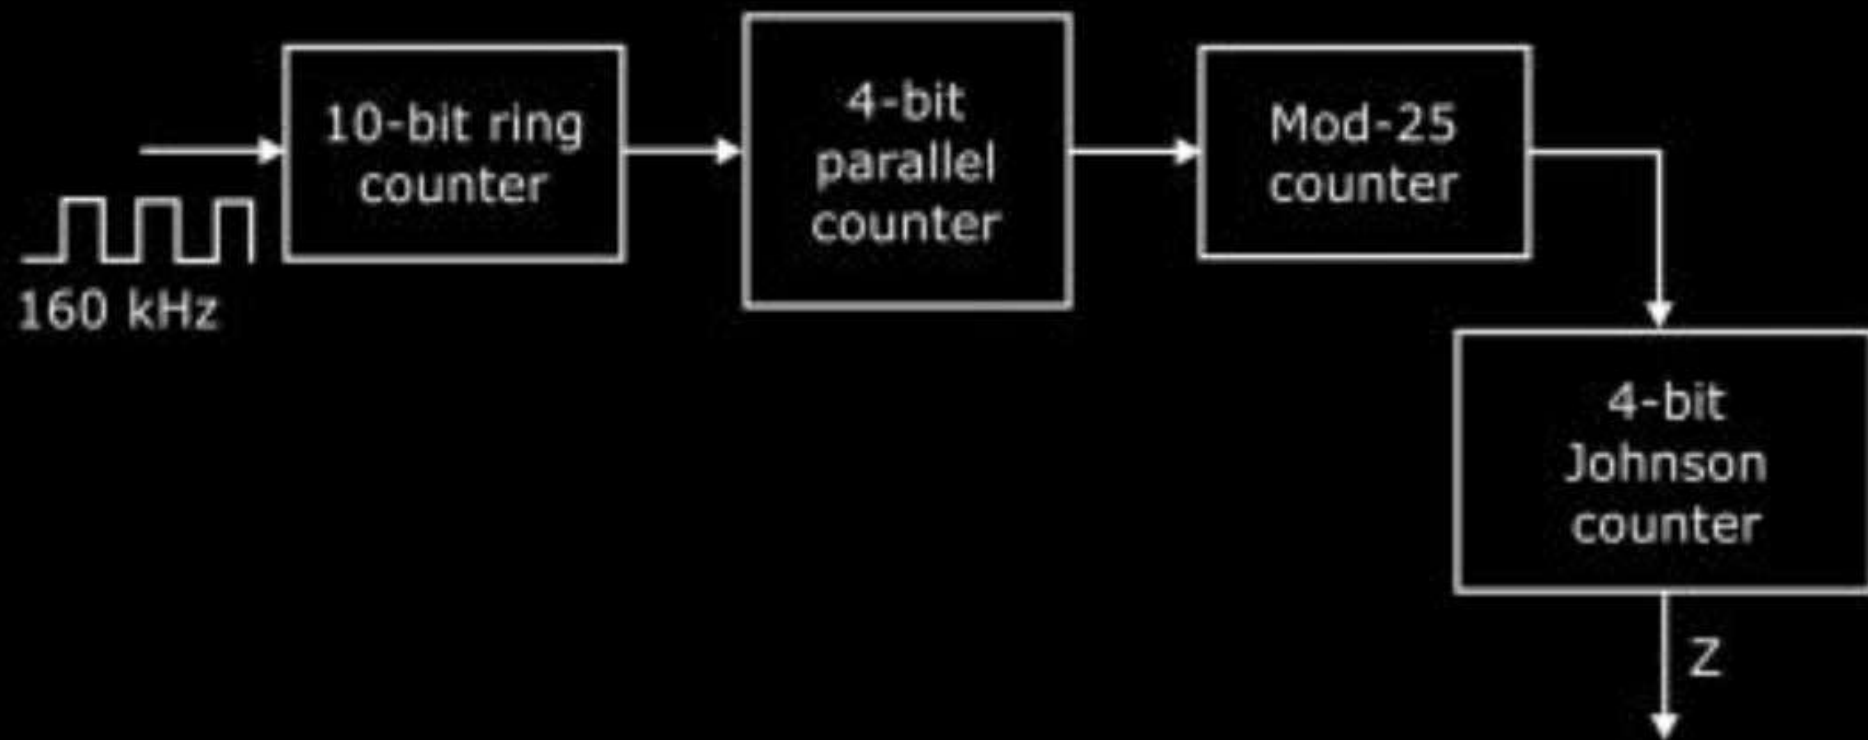 10-bit ring
counter
4-bit
parallel
counter
Mod-25
counter
160 kHz
4-bit
Johnson
counter
Z